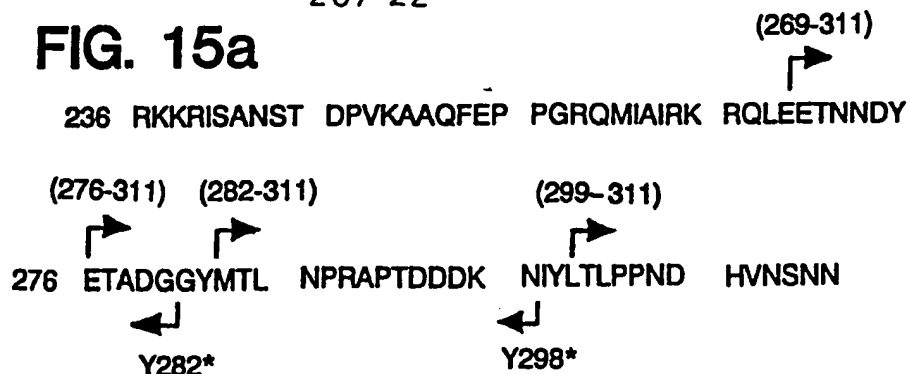 FIG. 15a
(269-311)
236 RKKRISANST DPVKAAQFEP PGRQMIAIRK RQLEETNNDY
(276-311) (282-311) (299-311)
276 ETADGGYMTL NPRAPTDDDK NIYLTLPPND HVNSNN
Y282* Y298*